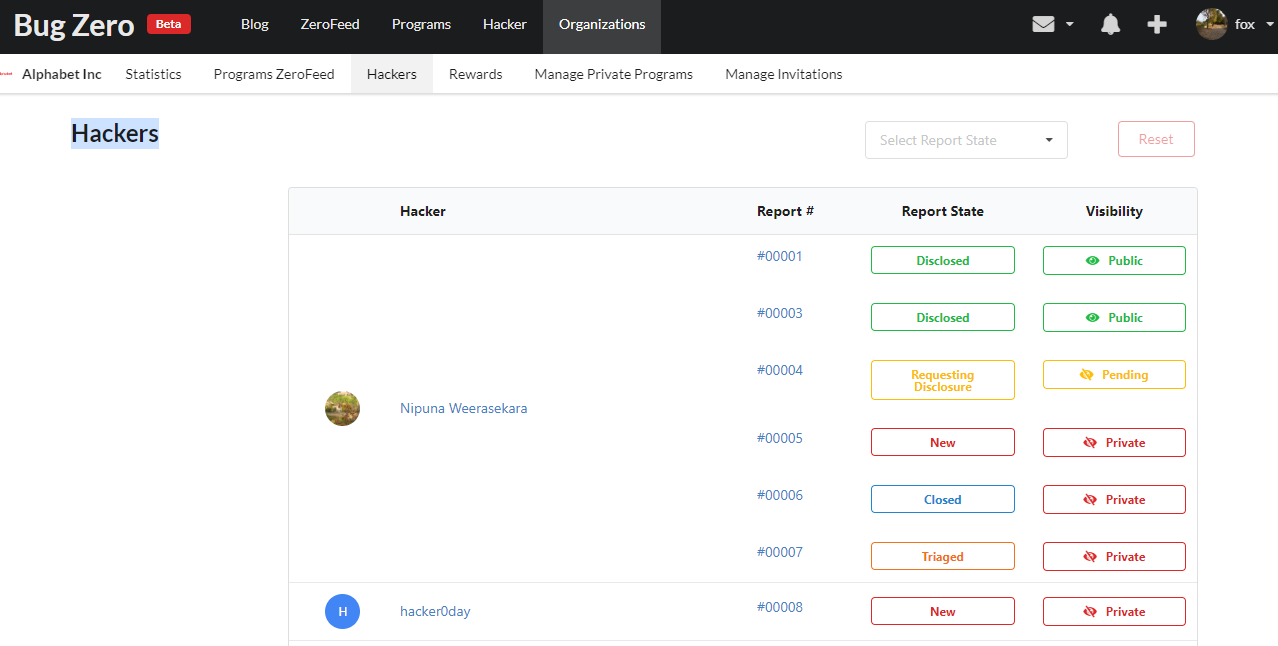 Bug Zero Beta Blog ZeroFeed Programs Hacker Organizations fox
Alphabet Inc Statistics Programs ZeroFeed Hackers Rewards Manage Private Programs Manage Invitations
Hackers Select Report State Reset
Hacker Report # Report State Visibility
#00001 Disclosed Public
#00003 Disclosed Public
#00004 Requesting Disclosure Pending
Nipuna Weerasekara
#00005 New Private
#00006 Closed Private
#00007 Triaged Private
H hacker0day #00008 New Private